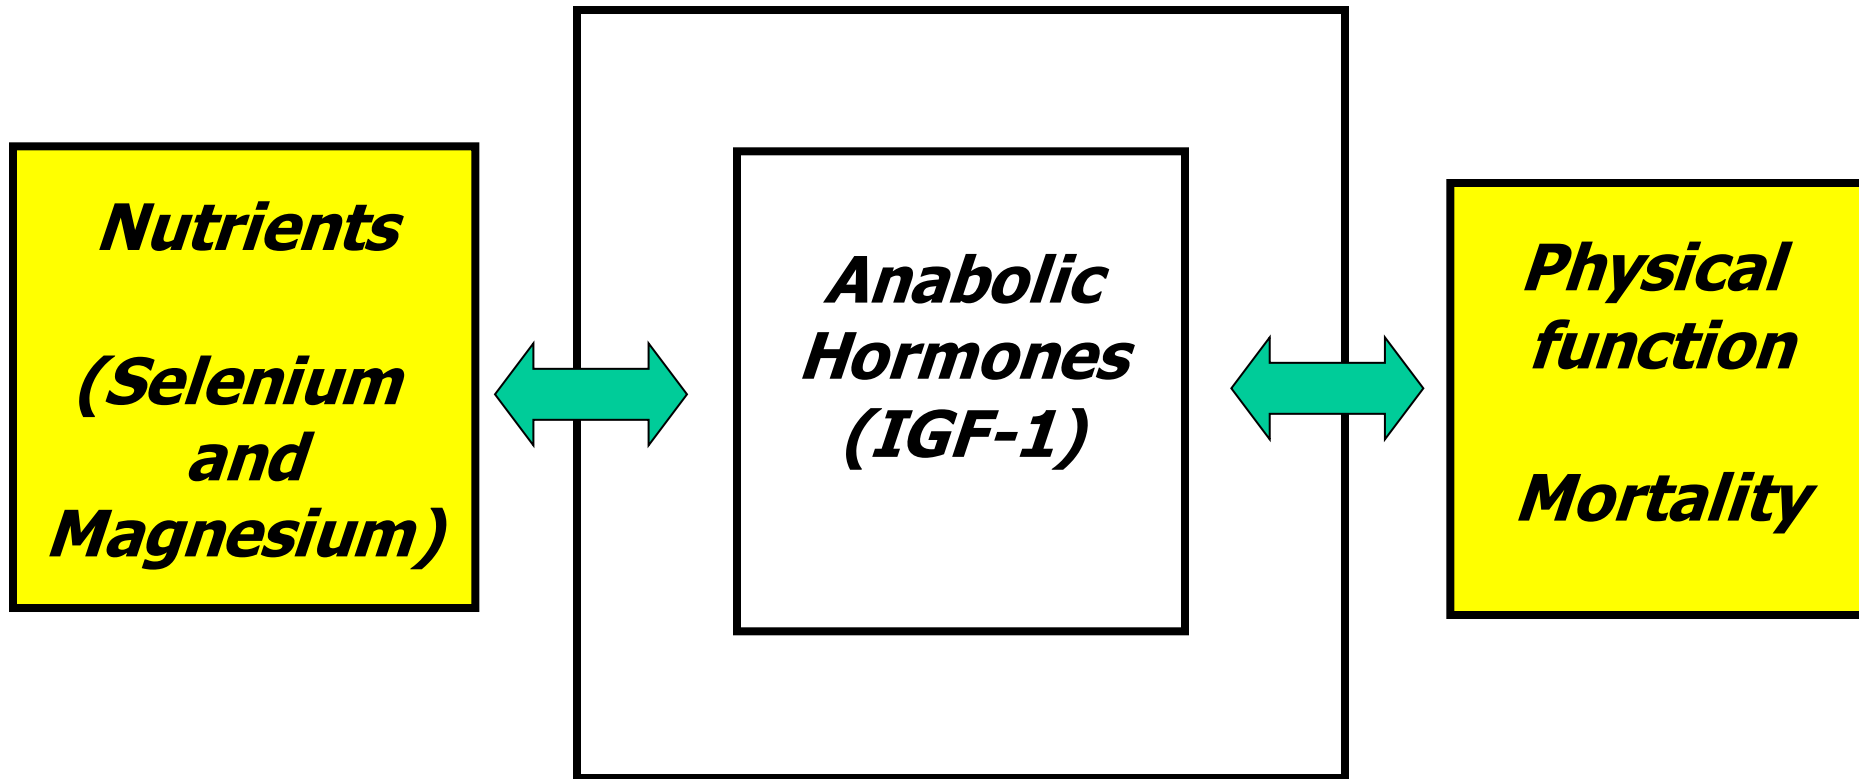 Nutrients
(Selenium
and
Magnesium)
Anabolic
Hormones
(IGF-1)
Physical
function
Mortality